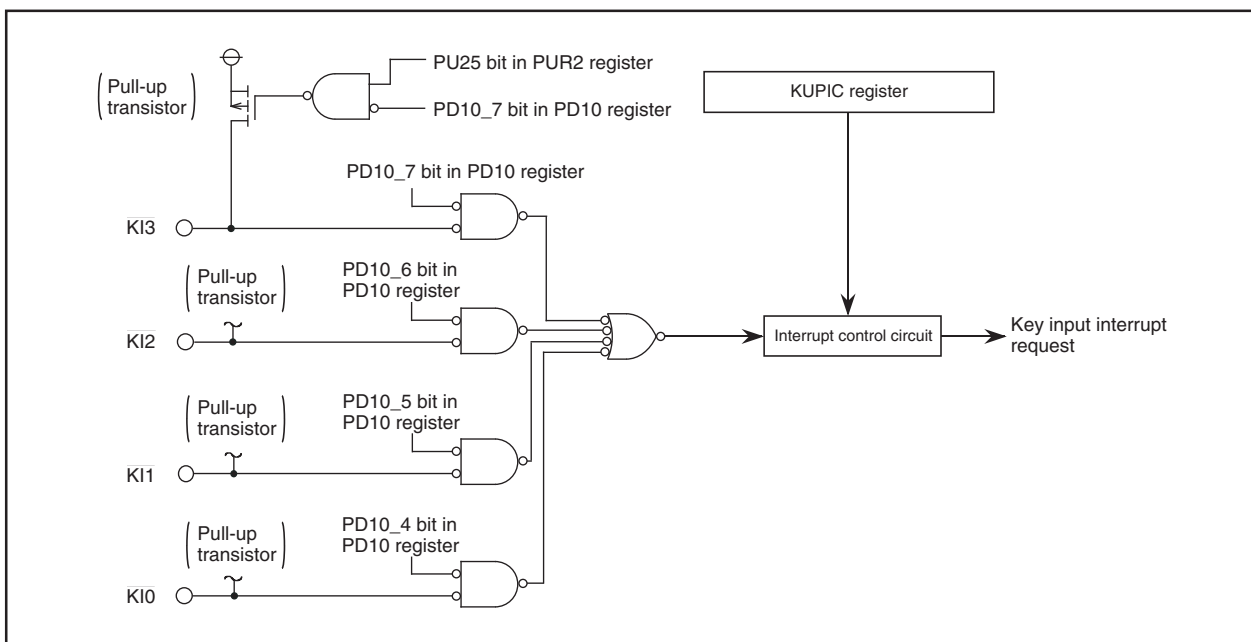 Pull-up
transistor
PU25 bit in PUR2 register
PD10_7 bit in PD10 register
KUPIC register
PD10_7 bit in PD10 register
KI3
Pull-up
transistor
PD10_6 bit in
PD10 register
KI2
Interrupt control circuit
Key input interrupt
request
Pull-up
transistor
PD10_5 bit in
PD10 register
KI1
Pull-up
transistor
PD10_4 bit in
PD10 register
KI0